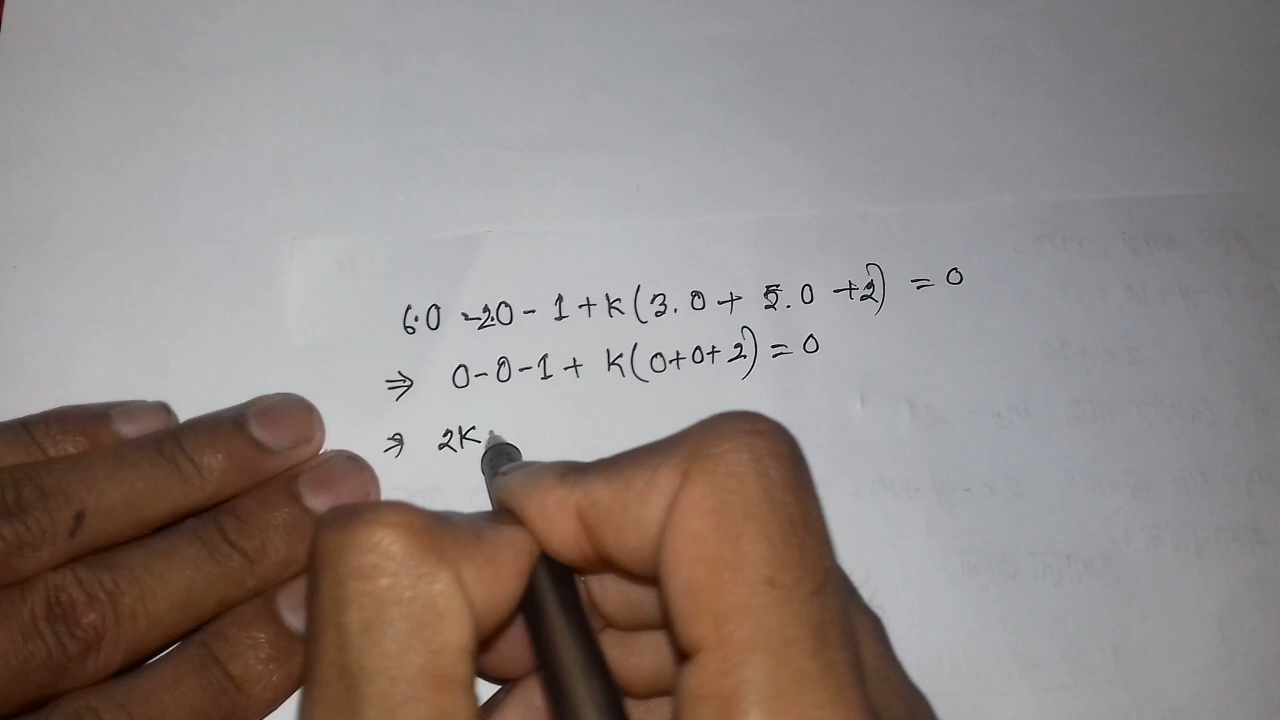 6.0 -2.0 - 1 + K (3.0 + 5.0 + 2) = 0
⇒ 0 - 0 - 1 + K (0+0+2) = 0
⇒ 2K